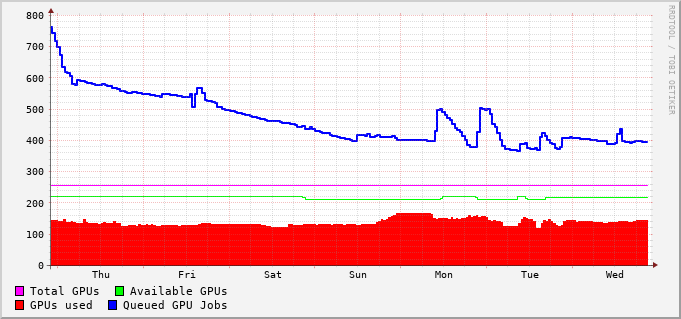 800
700
600
500
400
300
200
100
0
Thu Fri Sat Sun Mon Tue Wed
Total GPUs Available GPUs
GPUs used Queued GPU Jobs
RRDTOOL / TOBI OETIKER